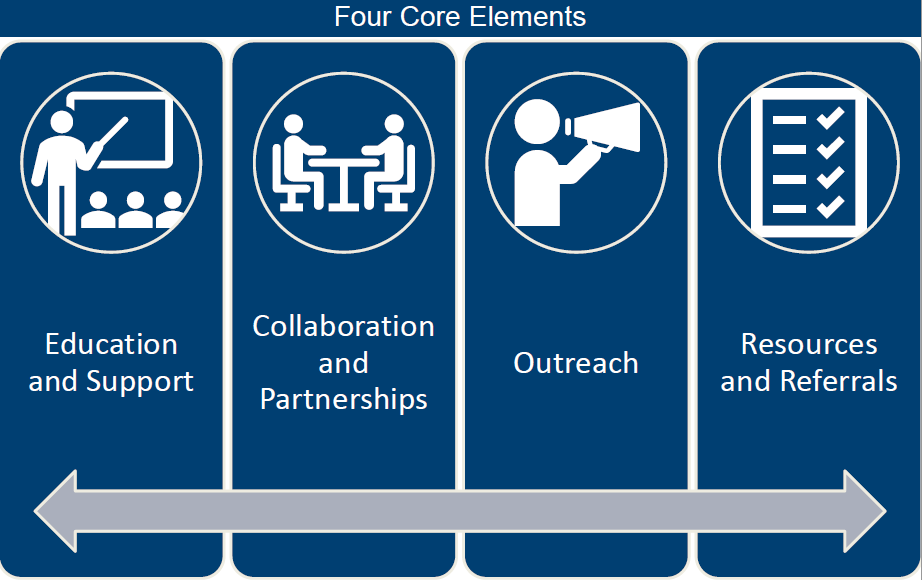 Four Core Elements
Education
and Support
Collaboration
and
Partnerships
Outreach
Resources
and Referrals